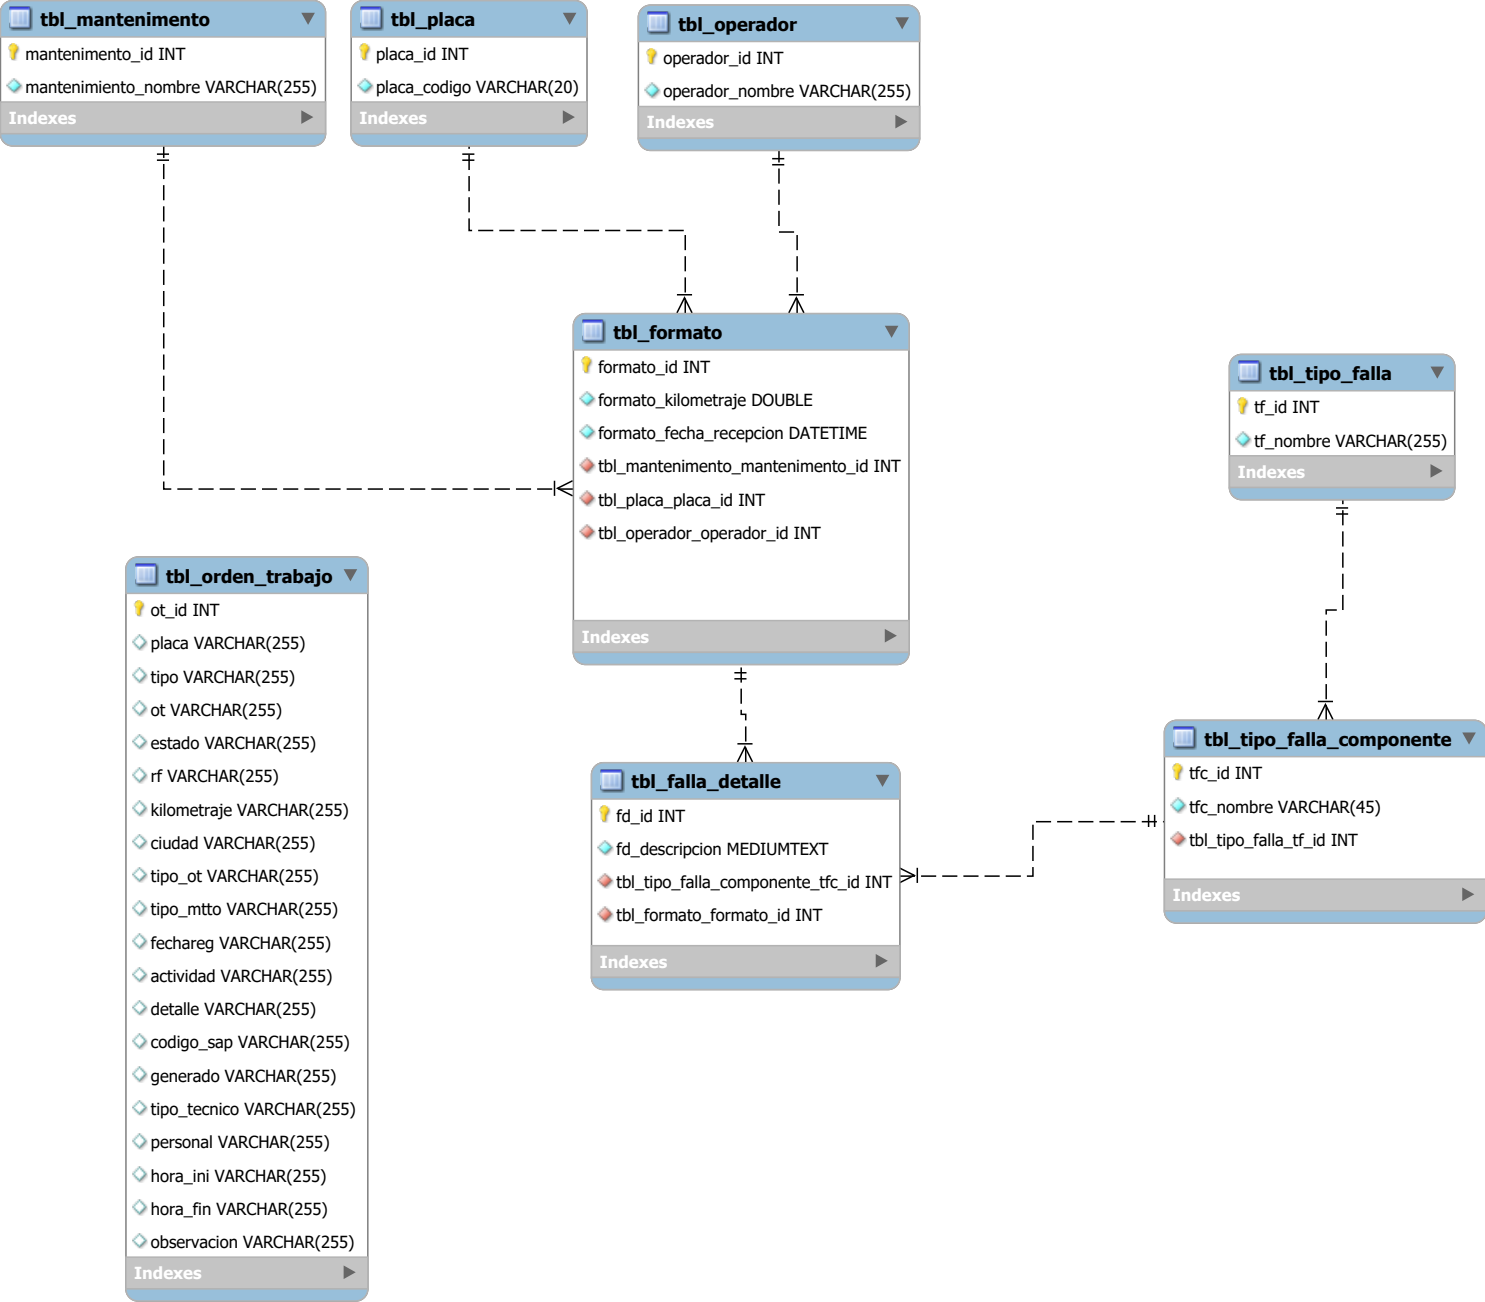 tbl_mantenimento
mantenimento_id INT
mantenimiento_nombre VARCHAR(255)
Indexes
tbl_placa
placa_id INT
placa_codigo VARCHAR(20)
Indexes
tbl_operador
operador_id INT
operador_nombre VARCHAR(255)
Indexes
tbl_formato
formato_id INT
formato_kilometraje DOUBLE
formato_fecha_recepcion DATETIME
tbl_mantenimento_mantenimento_id INT
tbl_placa_placa_id INT
tbl_operador_operador_id INT
Indexes
tbl_tipo_falla
tf_id INT
tf_nombre VARCHAR(255)
Indexes
tbl_orden_trabajo
ot_id INT
placa VARCHAR(255)
tipo VARCHAR(255)
ot VARCHAR(255)
estado VARCHAR(255)
rf VARCHAR(255)
kilometraje VARCHAR(255)
ciudad VARCHAR(255)
tipo_ot VARCHAR(255)
tipo_mtto VARCHAR(255)
fechareg VARCHAR(255)
actividad VARCHAR(255)
detalle VARCHAR(255)
codigo_sap VARCHAR(255)
generado VARCHAR(255)
tipo_tecnico VARCHAR(255)
personal VARCHAR(255)
hora_ini VARCHAR(255)
hora_fin VARCHAR(255)
observacion VARCHAR(255)
Indexes
tbl_falla_detalle
fd_id INT
fd_descripcion MEDIUMTEXT
tbl_tipo_falla_componente_tfc_id INT
tbl_formato_formato_id INT
Indexes
tbl_tipo_falla_componente
tfc_id INT
tfc_nombre VARCHAR(45)
tbl_tipo_falla_tf_id INT
Indexes